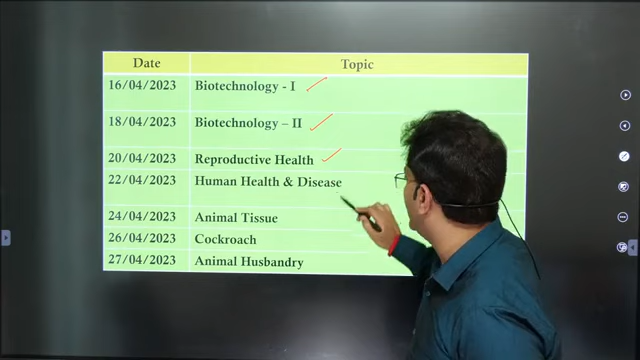 Date Topic
16/04/2023 Biotechnology - I
18/04/2023 Biotechnology – II
20/04/2023 Reproductive Health
22/04/2023 Human Health & Disease
24/04/2023 Animal Tissue
26/04/2023 Cockroach
27/04/2023 Animal Husbandry